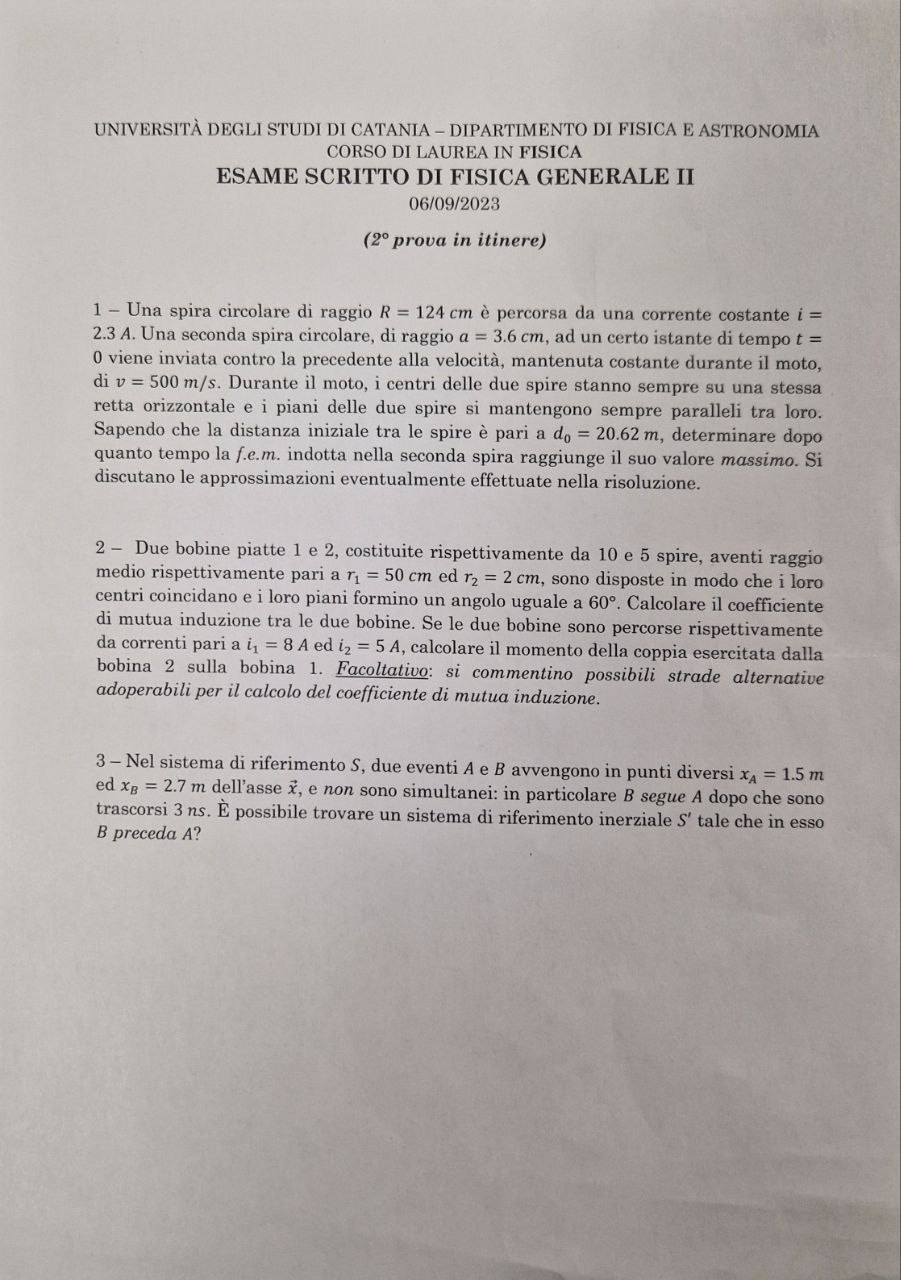 UNIVERSITÀ DEGLI STUDI DI CATANIA – DIPARTIMENTO DI FISICA E ASTRONOMIA
CORSO DI LAUREA IN FISICA
ESAME SCRITTO DI FISICA GENERALE II
06/09/2023
(2° prova in itinere)
1 – Una spira circolare di raggio R = 124 cm è percorsa da una corrente costante i =
2.3 A. Una seconda spira circolare, di raggio a = 3.6 cm, ad un certo istante di tempo t =
0 viene inviata contro la precedente alla velocità, mantenuta costante durante il moto,
di v = 500 m/s. Durante il moto, i centri delle due spire stanno sempre su una stessa
retta orizzontale e i piani delle due spire si mantengono sempre paralleli tra loro.
Sapendo che la distanza iniziale tra le spire è pari a d₀ = 20.62 m, determinare dopo
quanto tempo la f.e.m. indotta nella seconda spira raggiunge il suo valore massimo. Si
discutano le approssimazioni eventualmente effettuate nella risoluzione.
2 – Due bobine piatte 1 e 2, costituite rispettivamente da 10 e 5 spire, aventi raggio
medio rispettivamente pari a r₁ = 50 cm ed r₂ = 2 cm, sono disposte in modo che i loro
centri coincidano e i loro piani formino un angolo uguale a 60°. Calcolare il coefficiente
di mutua induzione tra le due bobine. Se le due bobine sono percorse rispettivamente
da correnti pari a i₁ = 8 A ed i₂ = 5 A, calcolare il momento della coppia esercitata dalla
bobina 2 sulla bobina 1. Facoltativo: si commentino possibili strade alternative
adoperabili per il calcolo del coefficiente di mutua induzione.
3 – Nel sistema di riferimento S, due eventi A e B avvengono in punti diversi x_A = 1.5 m
ed x_B = 2.7 m dell'asse x⃗, e non sono simultanei: in particolare B segue A dopo che sono
trascorsi 3 ns. È possibile trovare un sistema di riferimento inerziale S′ tale che in esso
B preceda A?